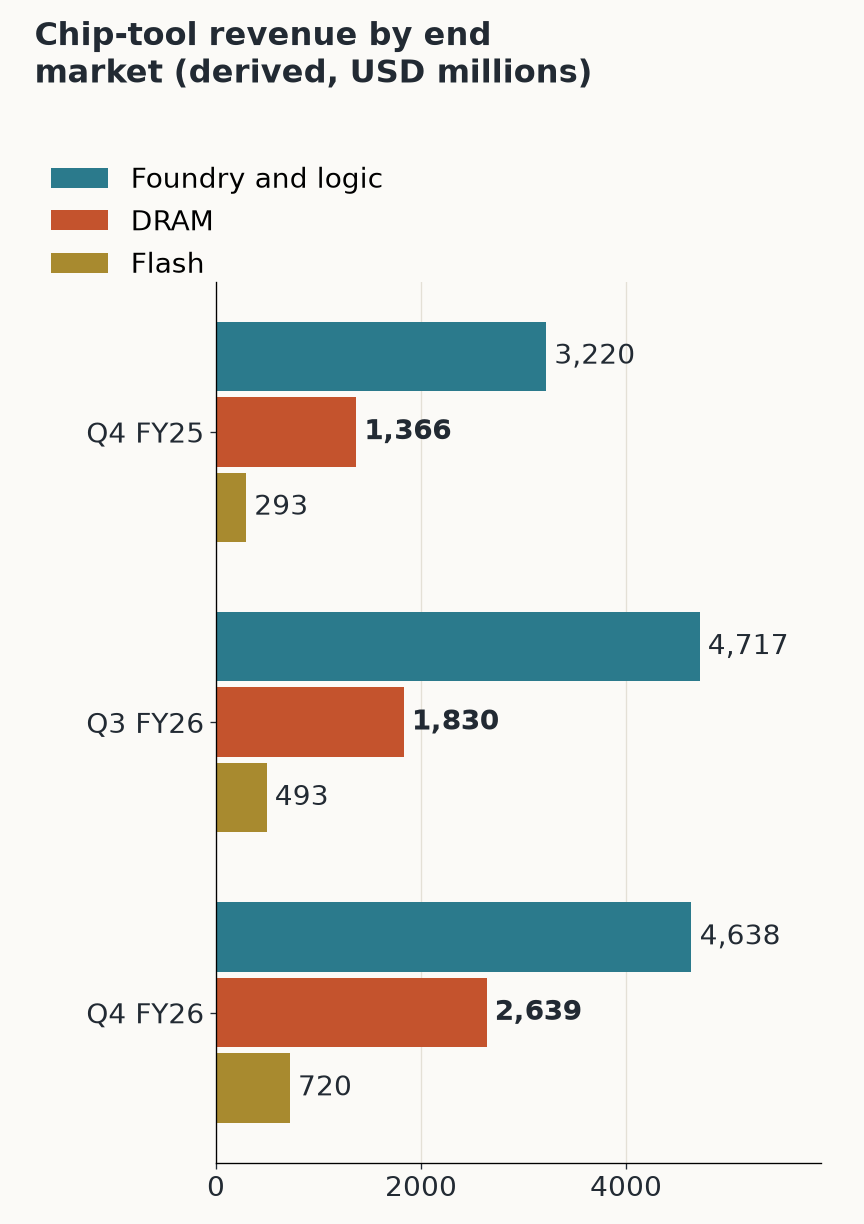 Chip-tool revenue by end
market (derived, USD millions)
Foundry and logic
DRAM
Flash
3,220
Q4 FY25
1,366
293
4,717
Q3 FY26
1,830
493
4,638
Q4 FY26
2,639
720
0
2000
4000